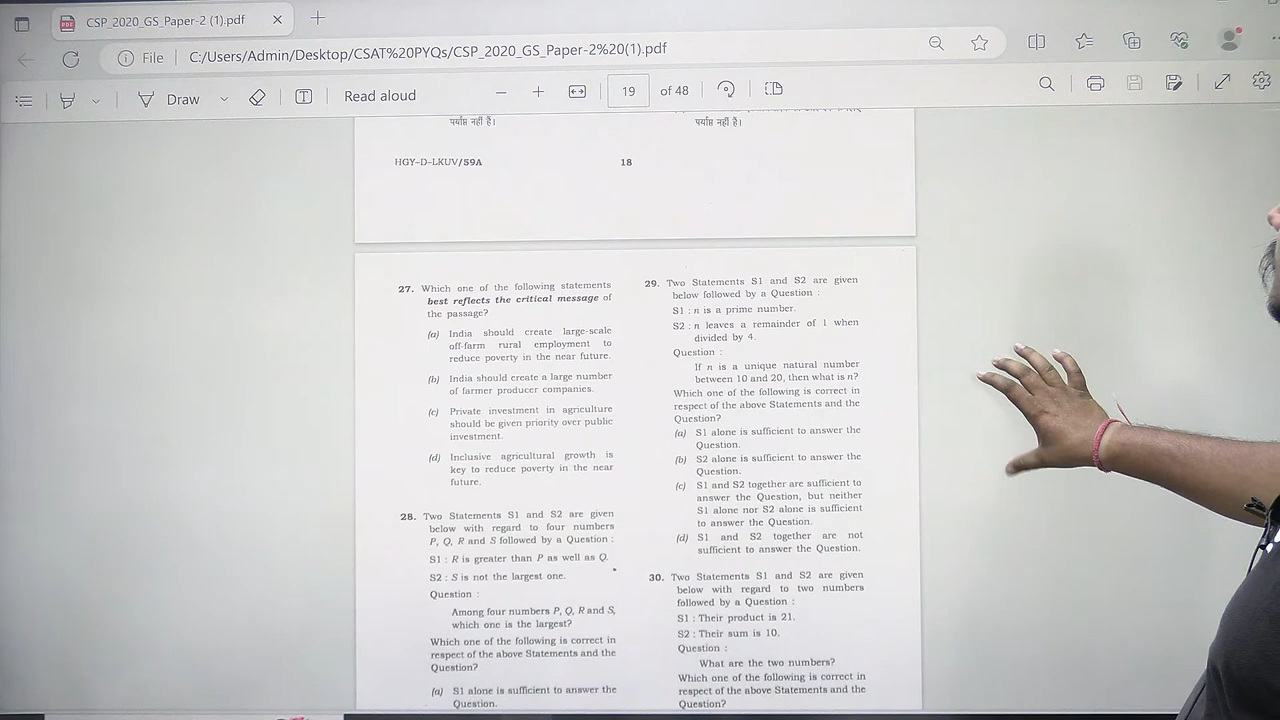 CSP_2020_GS_Paper-2 (1).pdf
File C:/Users/Admin/Desktop/CSAT%20PYQs/CSP_2020_GS_Paper-2%20(1).pdf
Draw Read aloud 19 of 48
पर्याप्त नहीं हैं।
पर्याप्त नहीं हैं।
HGY-D-LKUV/59A 18
27. Which one of the following statements
best reflects the critical message of
the passage?
(a) India should create large-scale
off-farm rural employment to
reduce poverty in the near future.
(b) India should create a large number
of farmer producer companies.
(c) Private investment in agriculture
should be given priority over public
investment.
(d) Inclusive agricultural growth is
key to reduce poverty in the near
future.
28. Two Statements S1 and S2 are given
below with regard to four numbers
P, Q, R and S followed by a Question :
S1 : R is greater than P as well as Q.
S2 : S is not the largest one.
Question :
Among four numbers P, Q, R and S,
which one is the largest?
Which one of the following is correct in
respect of the above Statements and the
Question?
(a) S1 alone is sufficient to answer the
Question.
29. Two Statements S1 and S2 are given
below followed by a Question :
S1 : n is a prime number.
S2 : n leaves a remainder of 1 when
divided by 4.
Question :
If n is a unique natural number
between 10 and 20, then what is n?
Which one of the following is correct in
respect of the above Statements and the
Question?
(a) S1 alone is sufficient to answer the
Question.
(b) S2 alone is sufficient to answer the
Question.
(c) S1 and S2 together are sufficient to
answer the Question, but neither
S1 alone nor S2 alone is sufficient
to answer the Question.
(d) S1 and S2 together are not
sufficient to answer the Question.
30. Two Statements S1 and S2 are given
below with regard to two numbers
followed by a Question :
S1 : Their product is 21.
S2 : Their sum is 10.
Question :
What are the two numbers?
Which one of the following is correct in
respect of the above Statements and the
Question?